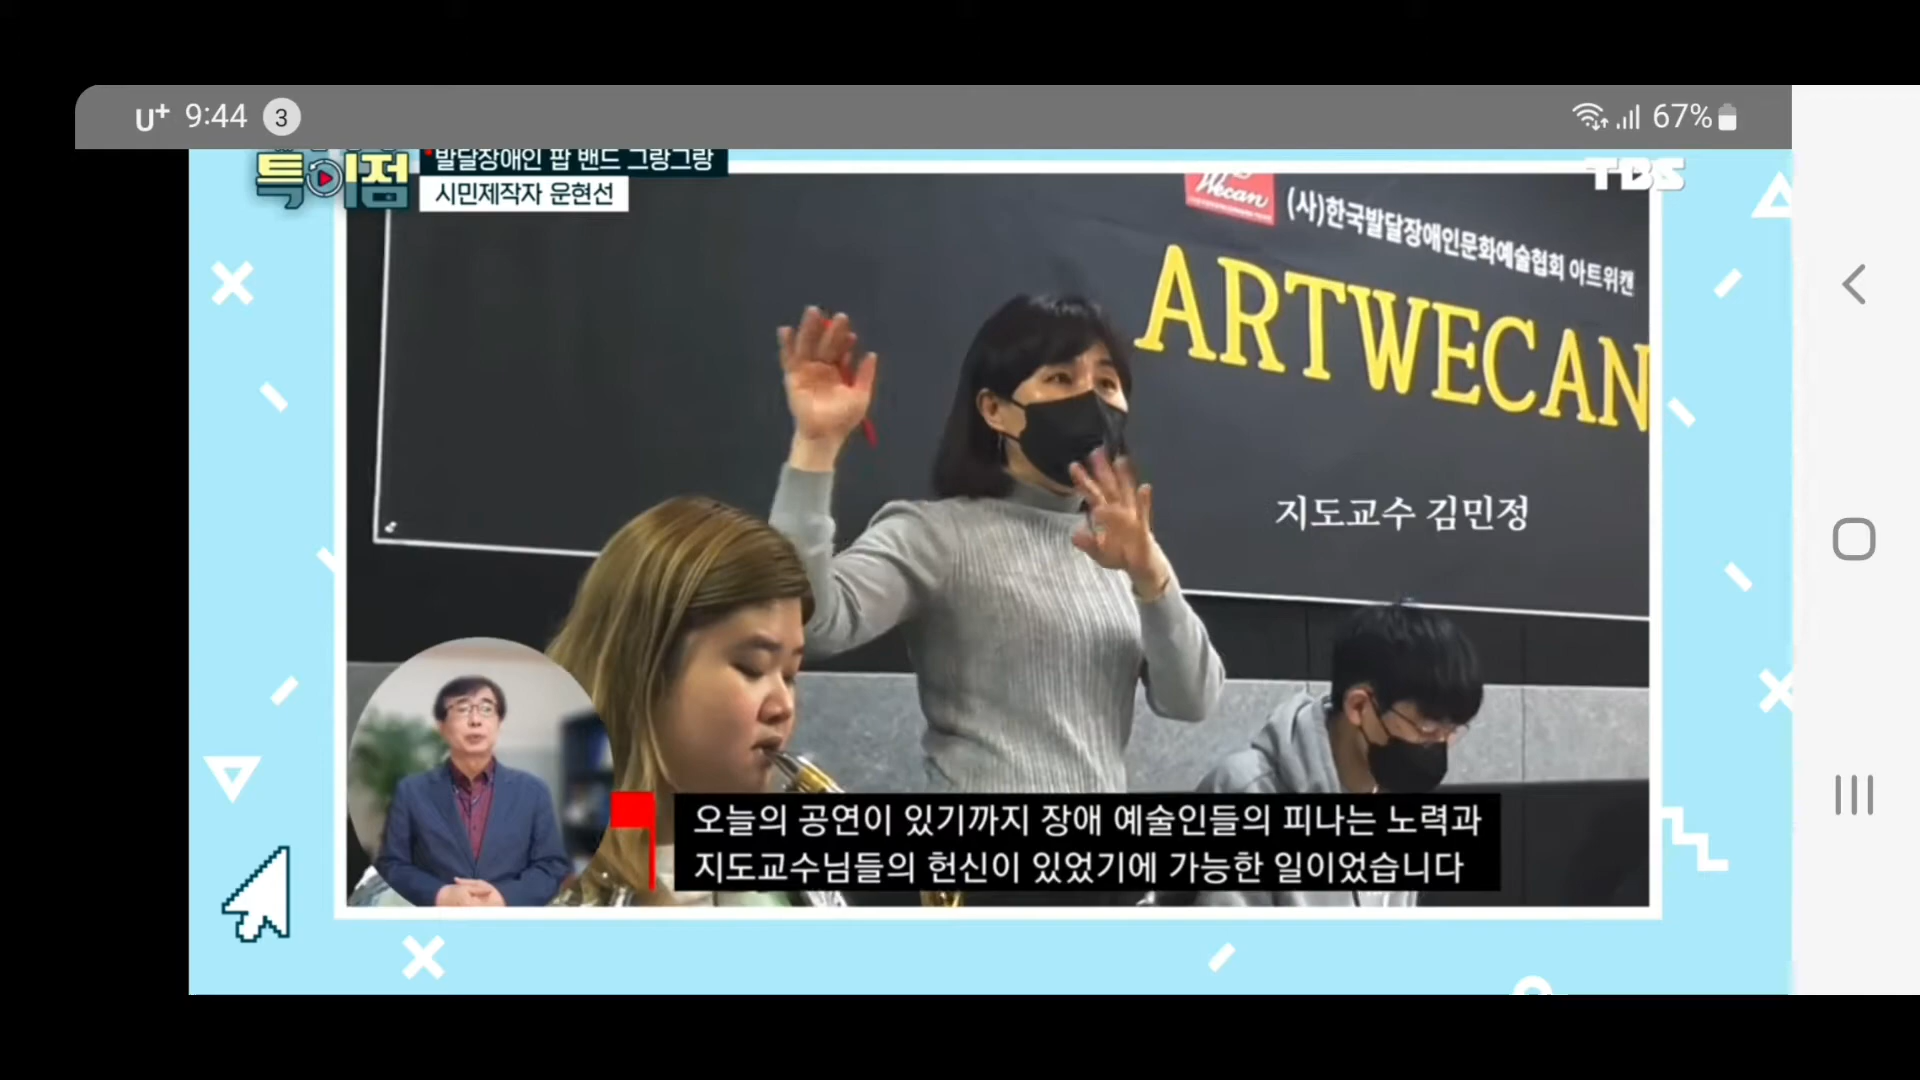 U+ 9:44 3
67%
특이점
발달장애인 팝 밴드 그랑그랑
시민제작자 윤현선
TBS
Wecan
(사)한국발달장애인문화예술협회 아트위캔
ARTWECAN
지도교수 김민정
오늘의 공연이 있기까지 장애 예술인들의 피나는 노력과
지도교수님들의 헌신이 있었기에 가능한 일이었습니다